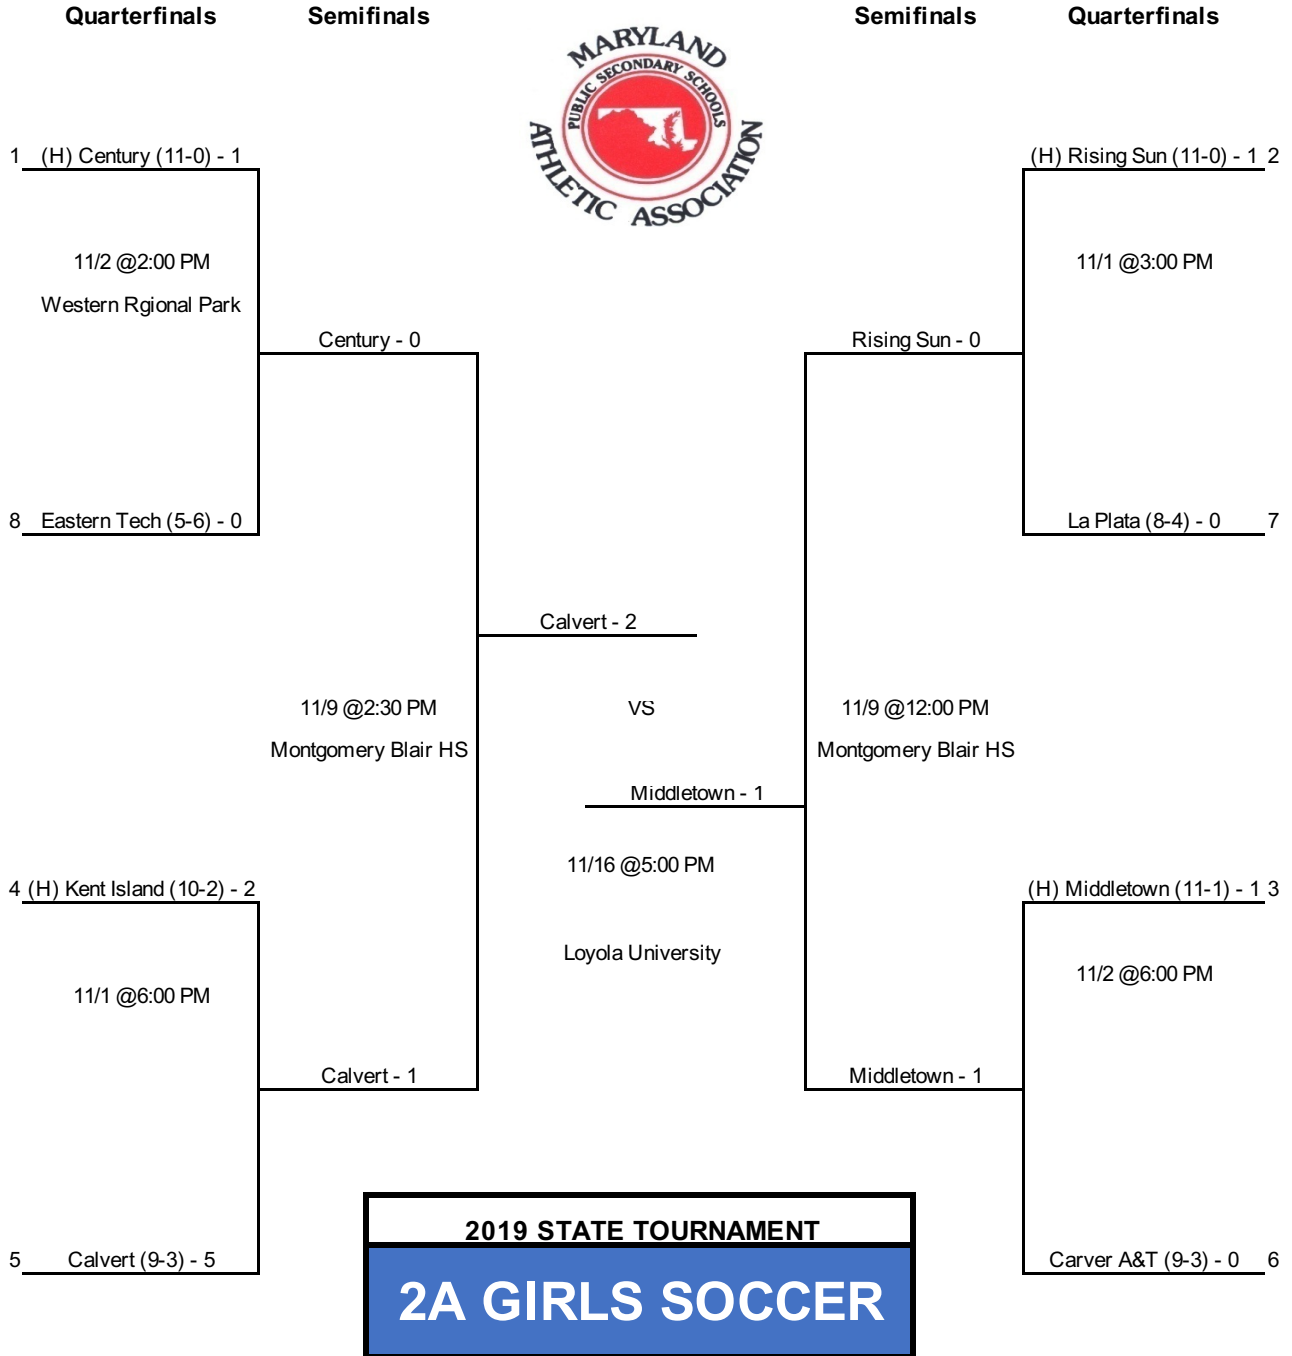 Quarterfinals Semifinals Semifinals Quarterfinals
MARYLAND
PUBLIC SECONDARY SCHOOLS
ATHLETIC ASSOCIATION
1 (H) Century (11-0) - 1
(H) Rising Sun (11-0) - 1 2
11/2 @2:00 PM
11/1 @3:00 PM
Western Rgional Park
Century - 0
Rising Sun - 0
8 Eastern Tech (5-6) - 0
La Plata (8-4) - 0 7
Calvert - 2
11/9 @2:30 PM
VS
11/9 @12:00 PM
Montgomery Blair HS
Montgomery Blair HS
Middletown - 1
11/16 @5:00 PM
4 (H) Kent Island (10-2) - 2
(H) Middletown (11-1) - 1 3
Loyola University
11/1 @6:00 PM
11/2 @6:00 PM
Calvert - 1
Middletown - 1
5 Calvert (9-3) - 5
Carver A&T (9-3) - 0 6
2019 STATE TOURNAMENT
2A GIRLS SOCCER